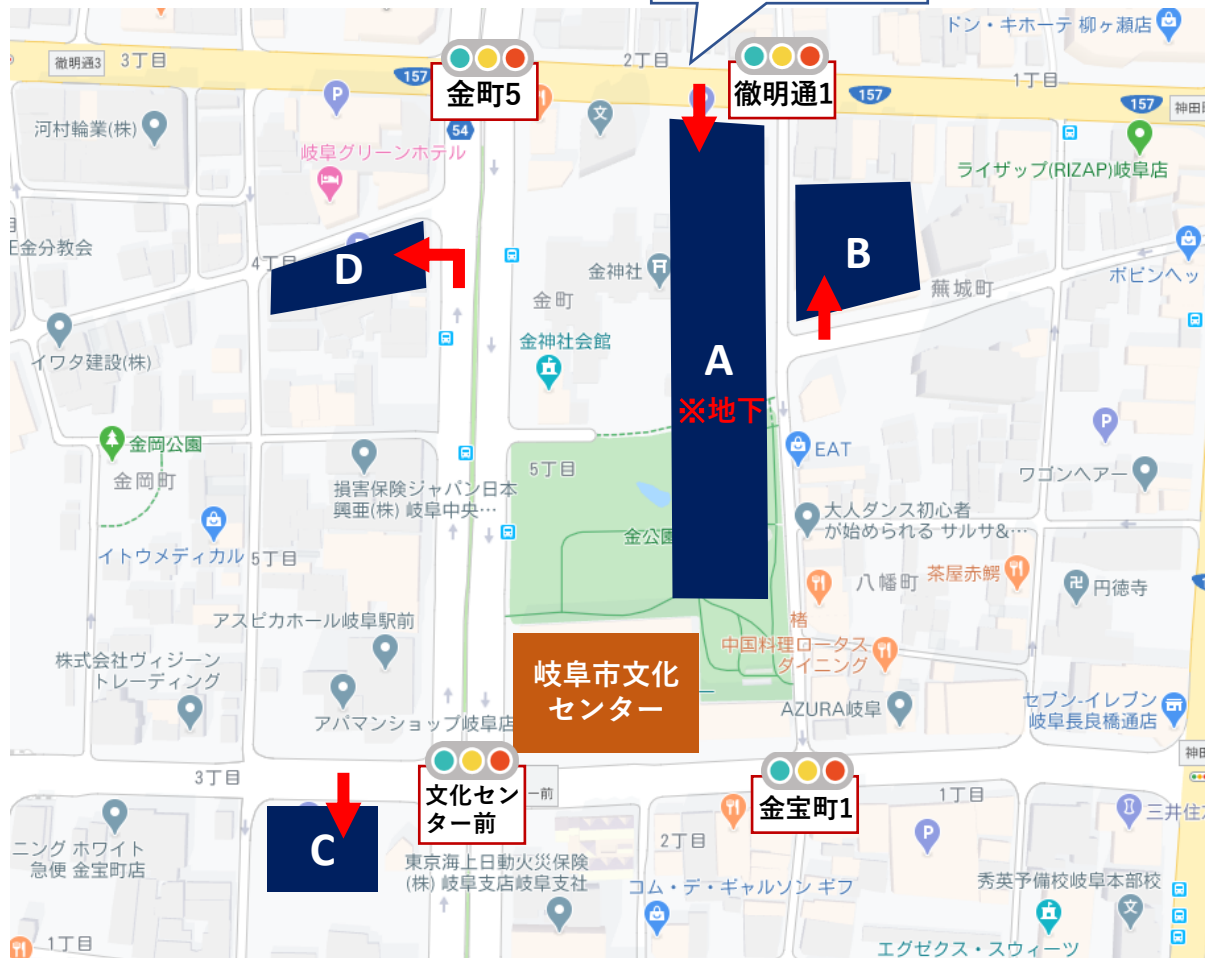 ドン・キホーテ 柳ヶ瀬店
徹明通3
3丁目
2丁目
1丁目
157
金町5
徹明通1
157
157
神田
河村輪業(株)
P
文
54
岐阜グリーンホテル
ライザップ(RIZAP)岐阜店
金分教会
4丁目
D
金神社
金町
B
蕪城町
ボビンヘッ
イワタ建設(株)
金神社会館
A
※地下
金岡公園
金岡町
5丁目
EAT
P
ワゴンヘアー
損害保険ジャパン日本
興亜(株) 岐阜中央…
大人ダンス初心者
が始められる サルサ&…
イトウメディカル
5丁目
金公園
八幡町
茶屋赤鰐
円徳寺
アスピカホール岐阜駅前
椿
中国料理ロータス
ダイニング
株式会社ヴィジーン
トレーディング
岐阜市文化
センター
アパマンショップ岐阜店
AZURA岐阜
セブン-イレブン
岐阜長良橋通店
3丁目
文化セン
ター前
前
金宝町1
1丁目
神田
三井住
C
ニング ホワイト
急便 金宝町店
東京海上日動火災保険
(株) 岐阜支店岐阜支社
2丁目
P
コム・デ・ギャルソン ギフ
秀英予備校岐阜本部校
文
1丁目
エグゼクス・スウィーツ